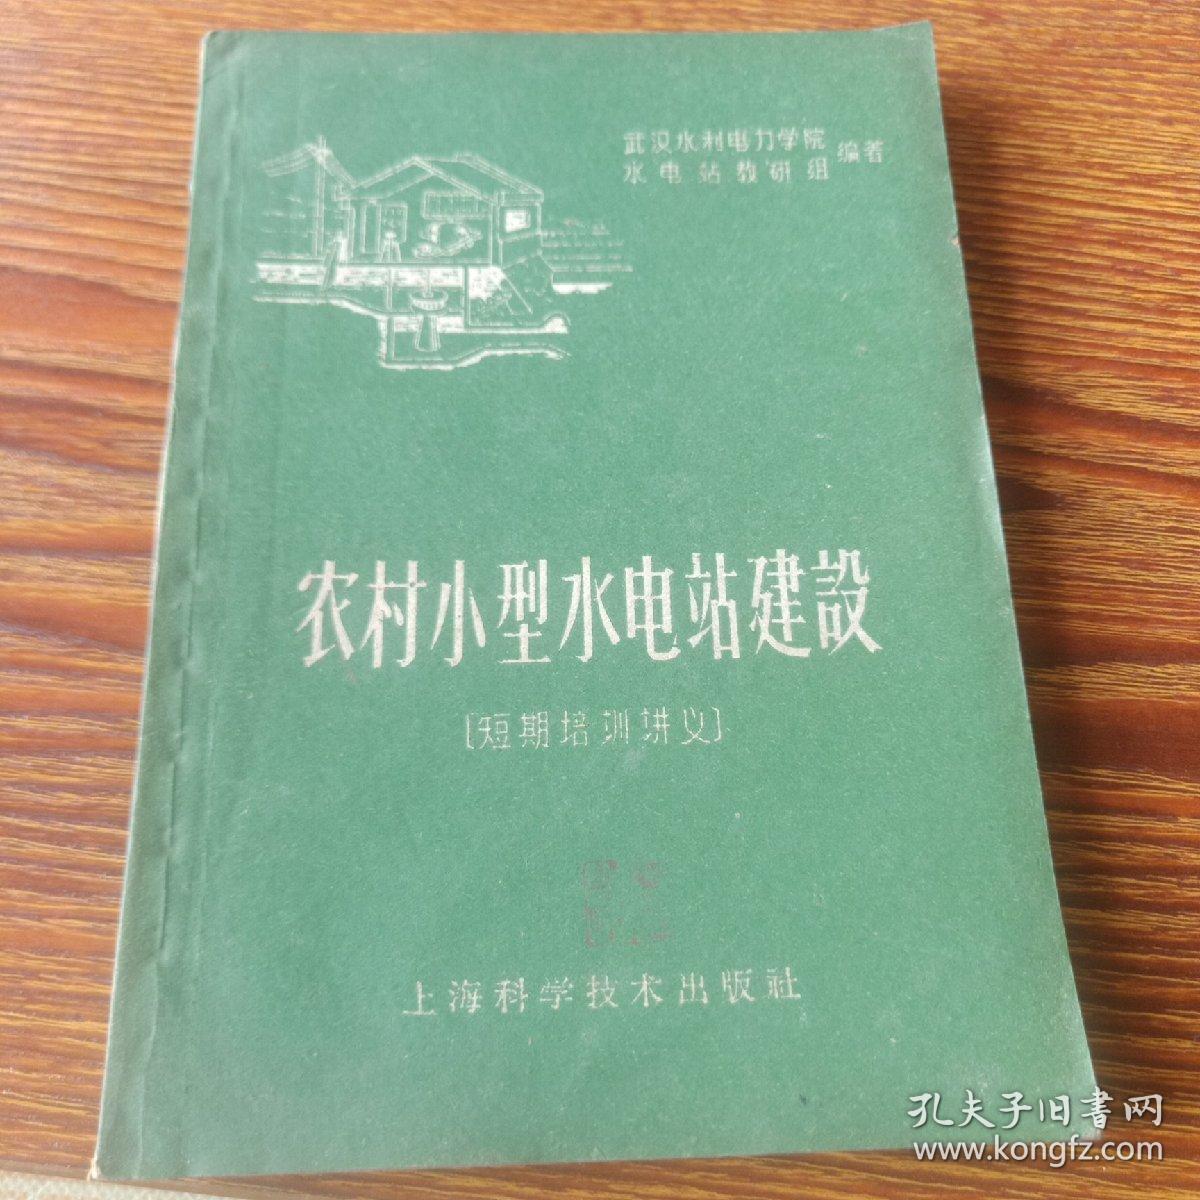 武汉水利电力学院
水电站教研组
编著
农村小型水电站建設
〔短期培训讲义〕
上海科学技术出版社
孔夫子旧書网
www.kongfz.com